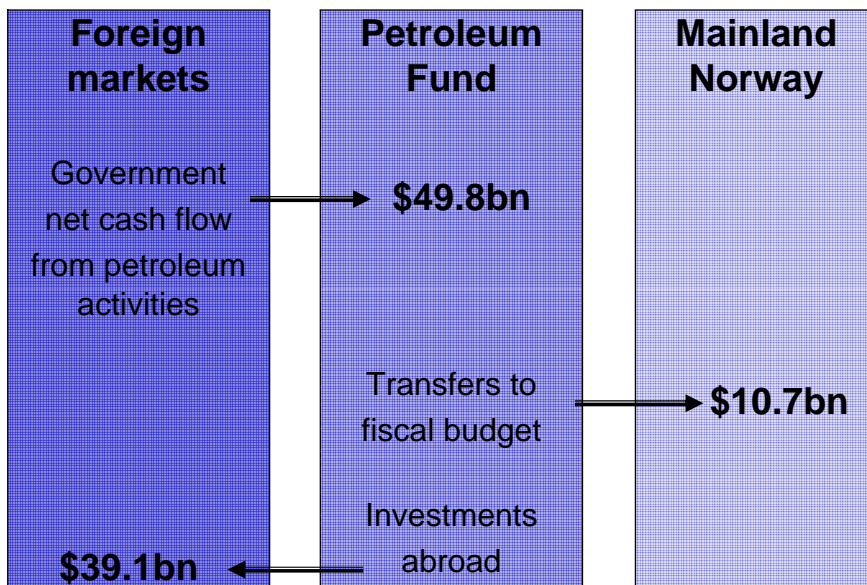 Foreign
markets
Government
net cash flow
from petroleum
activities
$39.1bn
Petroleum
Fund
$49.8bn
Transfers to
fiscal budget
Investments
abroad
Mainland
Norway
$10.7bn